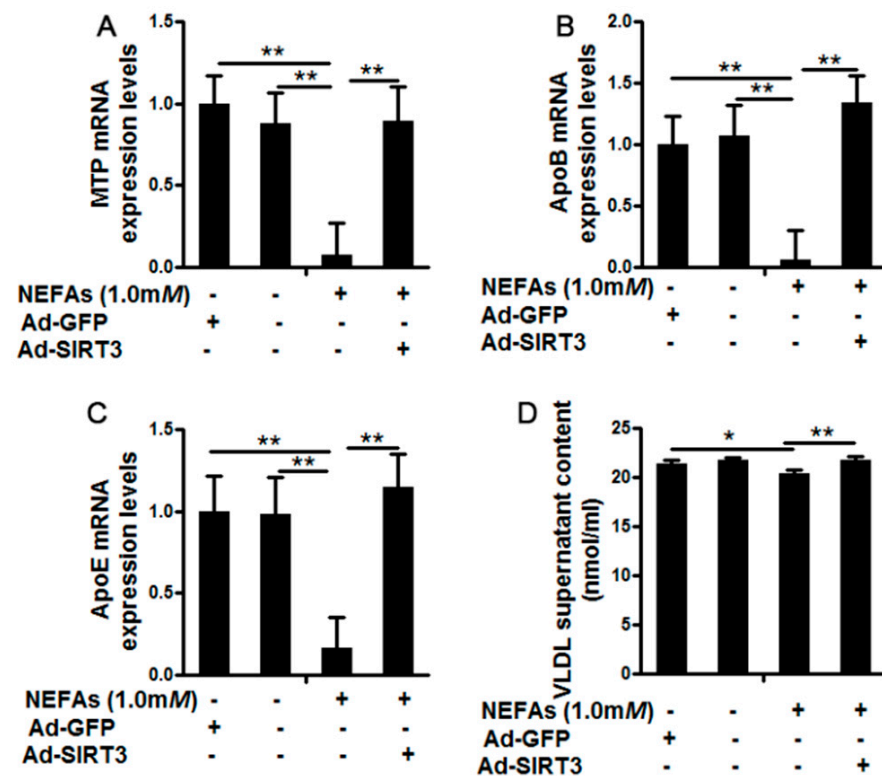 A
MTP mRNA
expression levels
1.5
1.0
0.5
0.0
** ** **
NEFAs (1.0mM) - - + +
Ad-GFP + - - -
Ad-SIRT3 - - - +
B
ApoB mRNA
expression levels
2.0
1.5
1.0
0.5
0.0
** ** **
NEFAs (1.0mM) - - + +
Ad-GFP + - - -
Ad-SIRT3 - - - +
C
ApoE mRNA
expression levels
1.5
1.0
0.5
0.0
** ** **
NEFAs (1.0mM) - - + +
Ad-GFP + - - -
Ad-SIRT3 - - - +
D
VLDL supernatant content
(nmol/ml)
25
20
15
10
5
0
* **
NEFAs (1.0mM) - - + +
Ad-GFP + - - -
Ad-SIRT3 - - - +